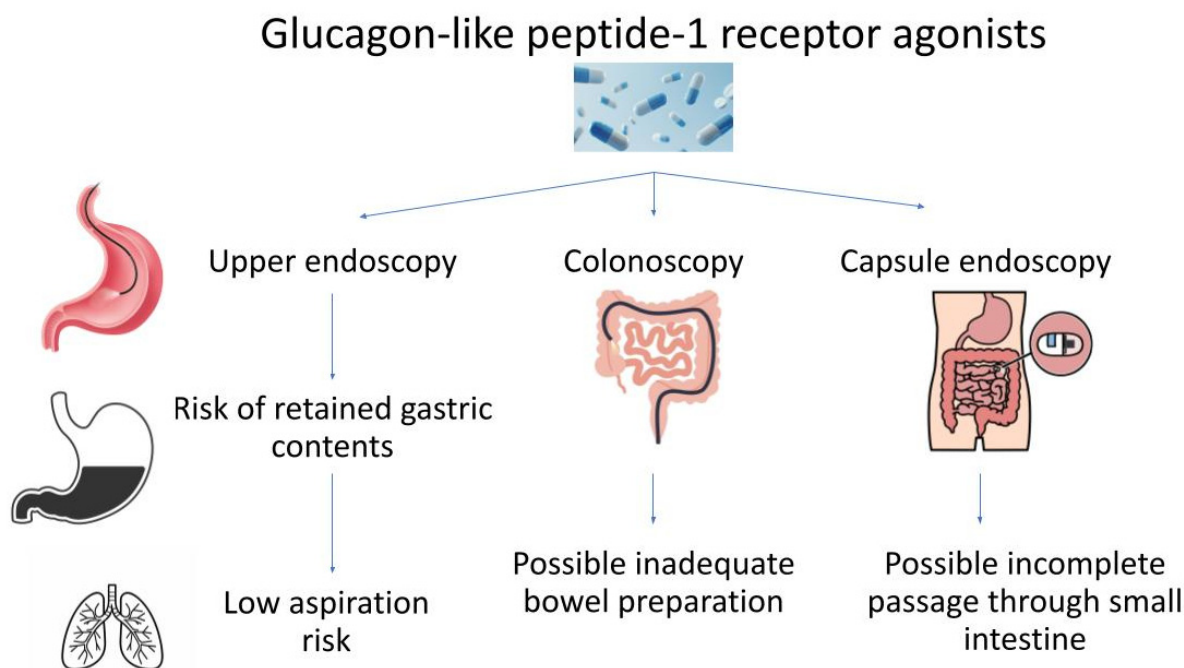 Glucagon-like peptide-1 receptor agonists
Upper endoscopy
Colonoscopy
Capsule endoscopy
Risk of retained gastric
contents
Low aspiration
risk
Possible inadequate
bowel preparation
Possible incomplete
passage through small
intestine